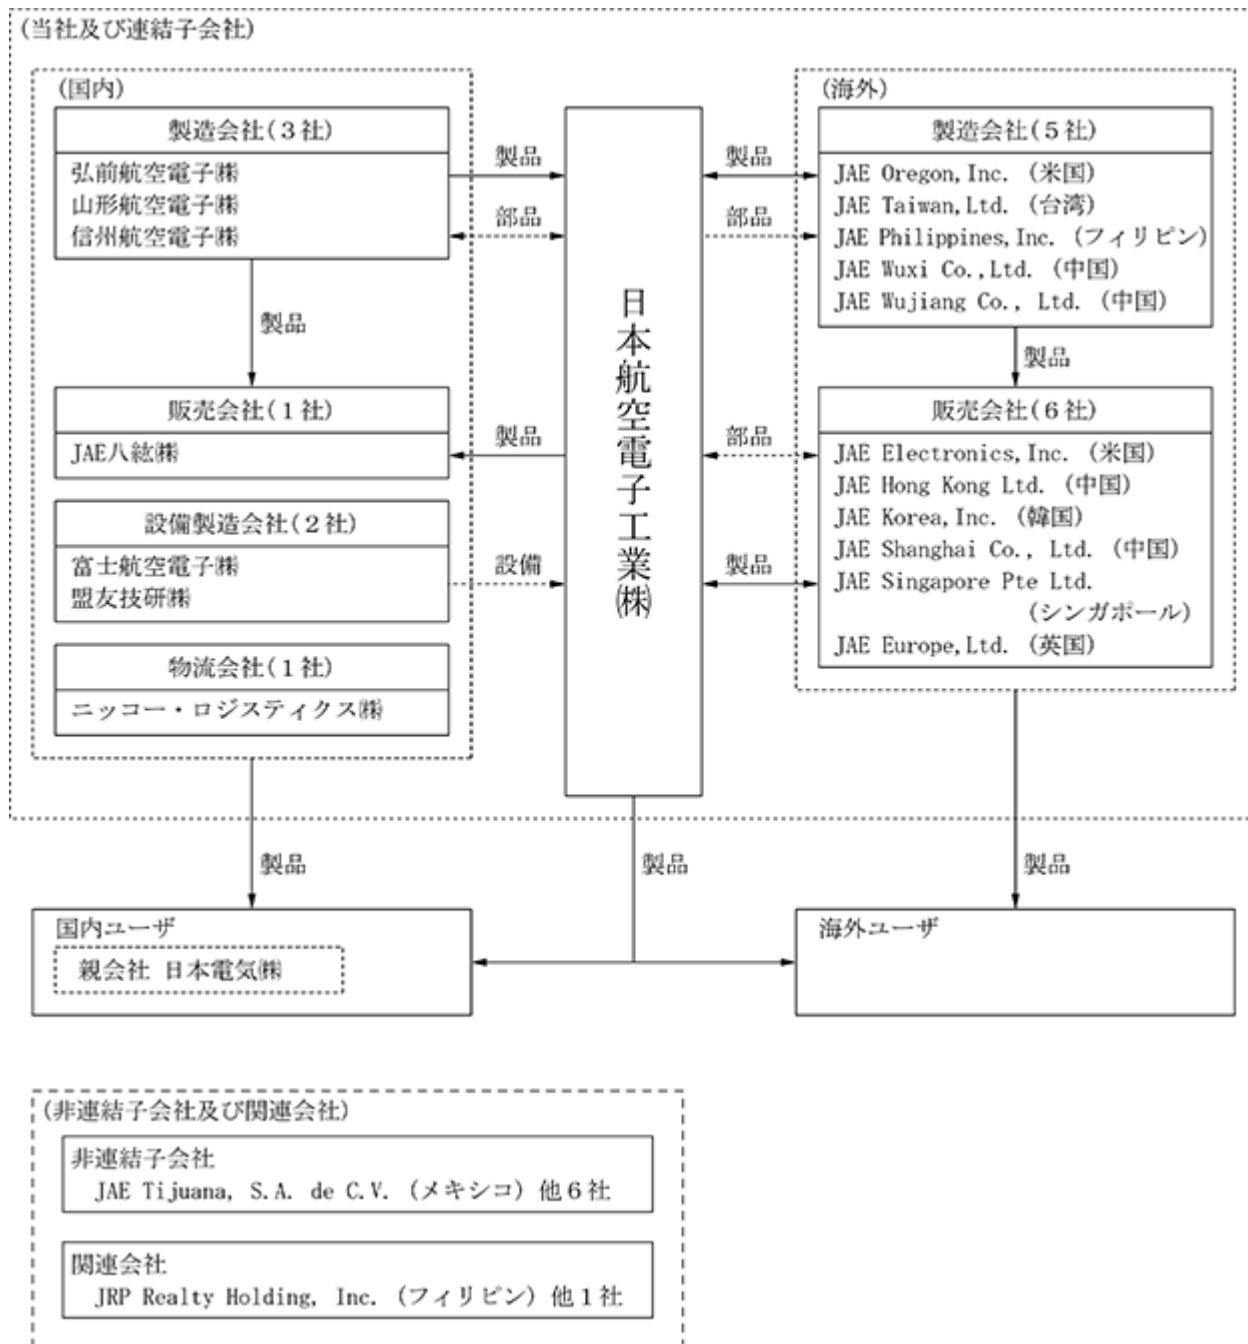 (当社及び連結子会社)
(国内)
製造会社(３社)
弘前航空電子㈱
山形航空電子㈱
信州航空電子㈱
製品
部品
製品
販売会社(１社)
JAE八紘㈱
製品
設備製造会社(２社)
富士航空電子㈱
盟友技研㈱
設備
物流会社(１社)
ニッコー・ロジスティクス㈱
日本航空電子工業㈱
(海外)
製造会社(５社)
JAE Oregon,Inc. (米国)
JAE Taiwan,Ltd. (台湾)
JAE Philippines,Inc. (フィリピン)
JAE Wuxi Co.,Ltd. (中国)
JAE Wujiang Co., Ltd. (中国)
製品
部品
製品
販売会社(６社)
JAE Electronics,Inc. (米国)
JAE Hong Kong Ltd. (中国)
JAE Korea,Inc. (韓国)
JAE Shanghai Co., Ltd. (中国)
JAE Singapore Pte Ltd.
(シンガポール)
JAE Europe,Ltd. (英国)
部品
製品
製品
製品
製品
国内ユーザ
親会社 日本電気㈱
海外ユーザ
(非連結子会社及び関連会社)
非連結子会社
JAE Tijuana, S.A. de C.V. (メキシコ) 他６社
関連会社
JRP Realty Holding, Inc. (フィリピン) 他１社